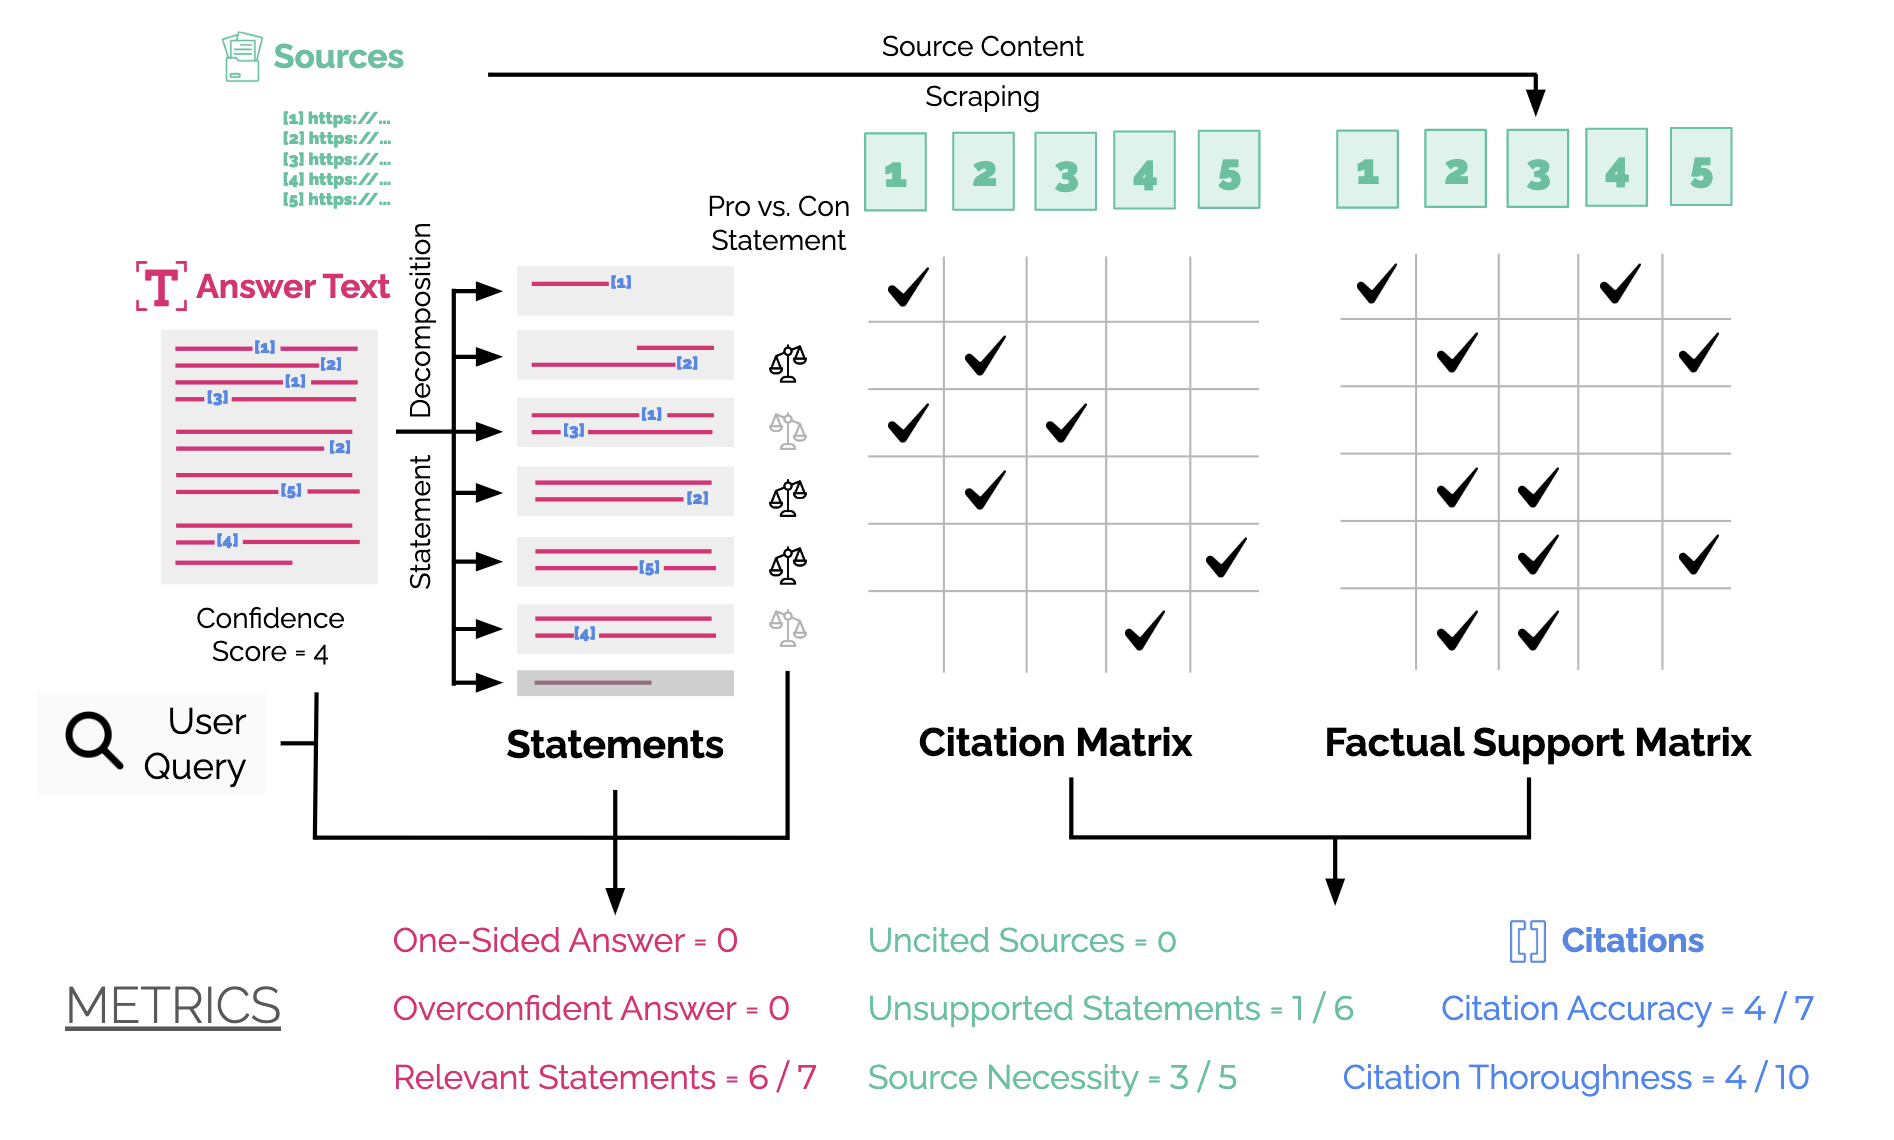 Sources
[1] https://...
[2] https://...
[3] https://...
[4] https://...
[5] https://...
Source Content
Scraping
1 2 3 4 5
1 2 3 4 5
Pro vs. Con
Statement
T Answer Text
[1]
[2]
[1]
[3]
[2]
[5]
[4]
Confidence
Score = 4
Statement Decomposition
[1]
[2]
[1]
[3]
[2]
[5]
[4]
User
Query
Statements
Citation Matrix
Factual Support Matrix
METRICS
One-Sided Answer = 0
Overconfident Answer = 0
Relevant Statements = 6 / 7
Uncited Sources = 0
Unsupported Statements = 1 / 6
Source Necessity = 3 / 5
[] Citations
Citation Accuracy = 4 / 7
Citation Thoroughness = 4 / 10